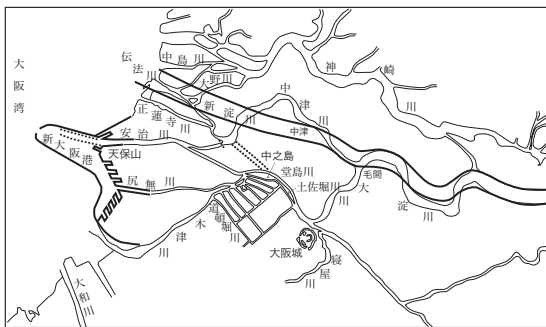 大阪湾
伝法川
中島川
大野川
神崎川
正蓮寺川
新淀川
中津川
中津
安治川
新大阪港
天保山
中之島
堂島川
土佐堀川
毛閒
大川
淀川
尻無川
木津川
道頓堀川
大阪城
寝屋川
大和川